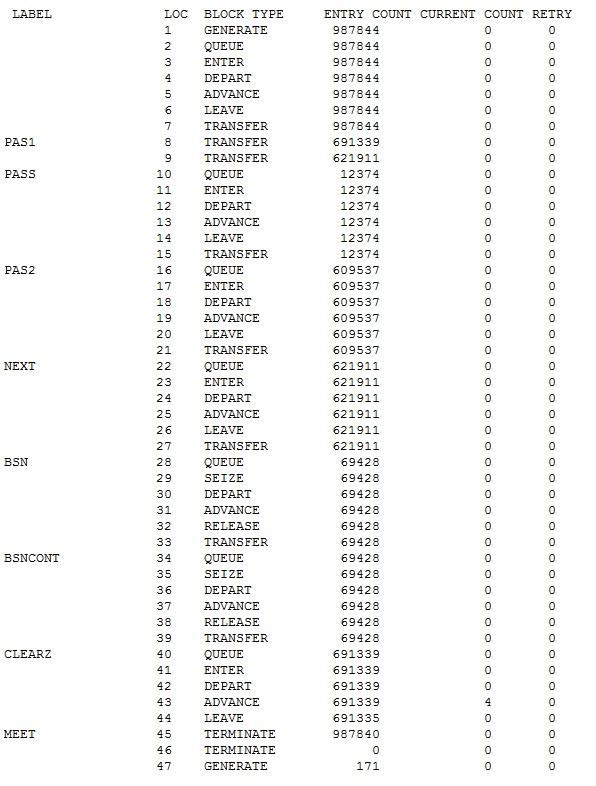 LABEL LOC BLOCK TYPE ENTRY COUNT CURRENT COUNT RETRY
1 GENERATE 987844 0 0
2 QUEUE 987844 0 0
3 ENTER 987844 0 0
4 DEPART 987844 0 0
5 ADVANCE 987844 0 0
6 LEAVE 987844 0 0
7 TRANSFER 987844 0 0
PAS1 8 TRANSFER 691339 0 0
9 TRANSFER 621911 0 0
PASS 10 QUEUE 12374 0 0
11 ENTER 12374 0 0
12 DEPART 12374 0 0
13 ADVANCE 12374 0 0
14 LEAVE 12374 0 0
15 TRANSFER 12374 0 0
PAS2 16 QUEUE 609537 0 0
17 ENTER 609537 0 0
18 DEPART 609537 0 0
19 ADVANCE 609537 0 0
20 LEAVE 609537 0 0
21 TRANSFER 609537 0 0
NEXT 22 QUEUE 621911 0 0
23 ENTER 621911 0 0
24 DEPART 621911 0 0
25 ADVANCE 621911 0 0
26 LEAVE 621911 0 0
27 TRANSFER 621911 0 0
BSN 28 QUEUE 69428 0 0
29 SEIZE 69428 0 0
30 DEPART 69428 0 0
31 ADVANCE 69428 0 0
32 RELEASE 69428 0 0
33 TRANSFER 69428 0 0
BSNCONT 34 QUEUE 69428 0 0
35 SEIZE 69428 0 0
36 DEPART 69428 0 0
37 ADVANCE 69428 0 0
38 RELEASE 69428 0 0
39 TRANSFER 69428 0 0
CLEARZ 40 QUEUE 691339 0 0
41 ENTER 691339 0 0
42 DEPART 691339 0 0
43 ADVANCE 691339 4 0
44 LEAVE 691335 0 0
MEET 45 TERMINATE 987840 0 0
46 TERMINATE 0 0 0
47 GENERATE 171 0 0